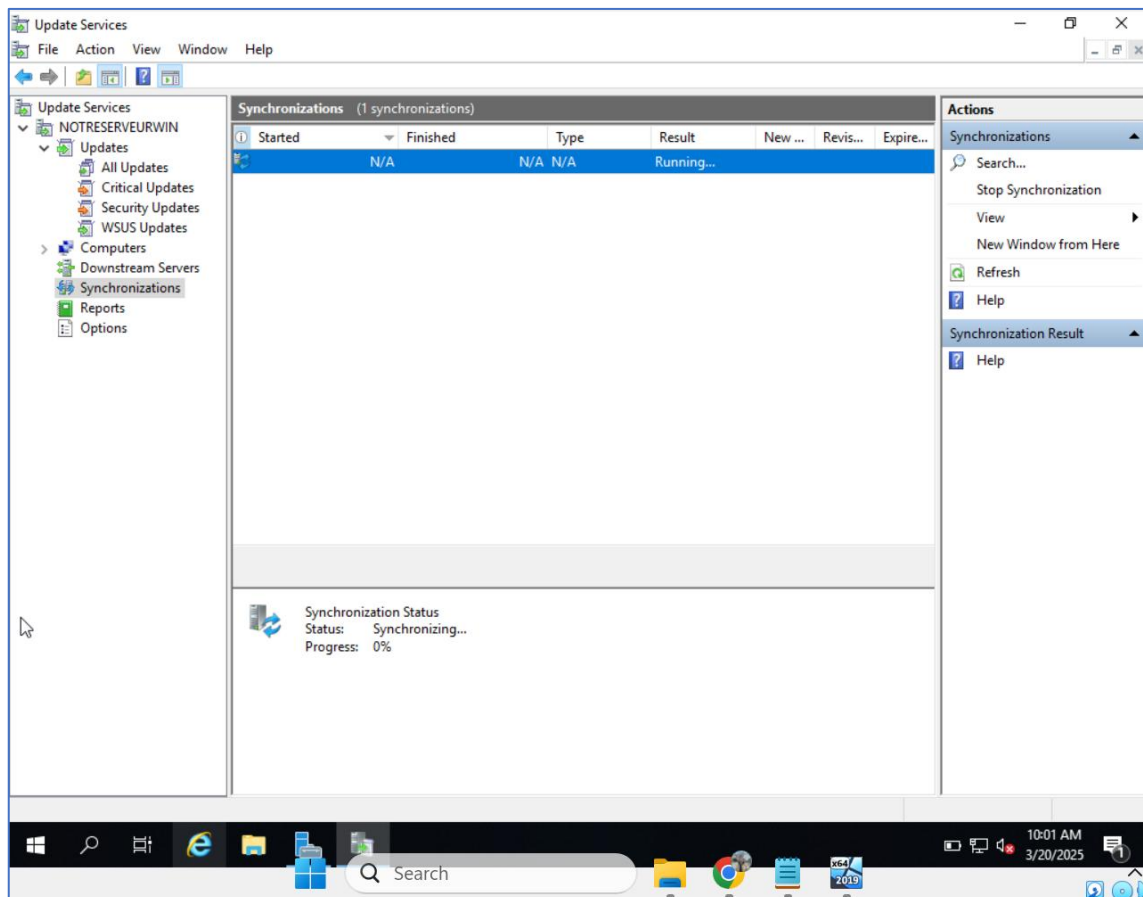 Update Services
File Action View Window Help
Update Services
NOTRESERVEURWIN
Updates
All Updates
Critical Updates
Security Updates
WSUS Updates
Computers
Downstream Servers
Synchronizations
Reports
Options
Synchronizations (1 synchronizations)
Started Finished Type Result New ... Revis... Expire...
N/A N/A N/A Running...
Synchronization Status
Status: Synchronizing...
Progress: 0%
Actions
Synchronizations
Search...
Stop Synchronization
View
New Window from Here
Refresh
Help
Synchronization Result
Help
10:01 AM
3/20/2025
1
Search
x64
2019